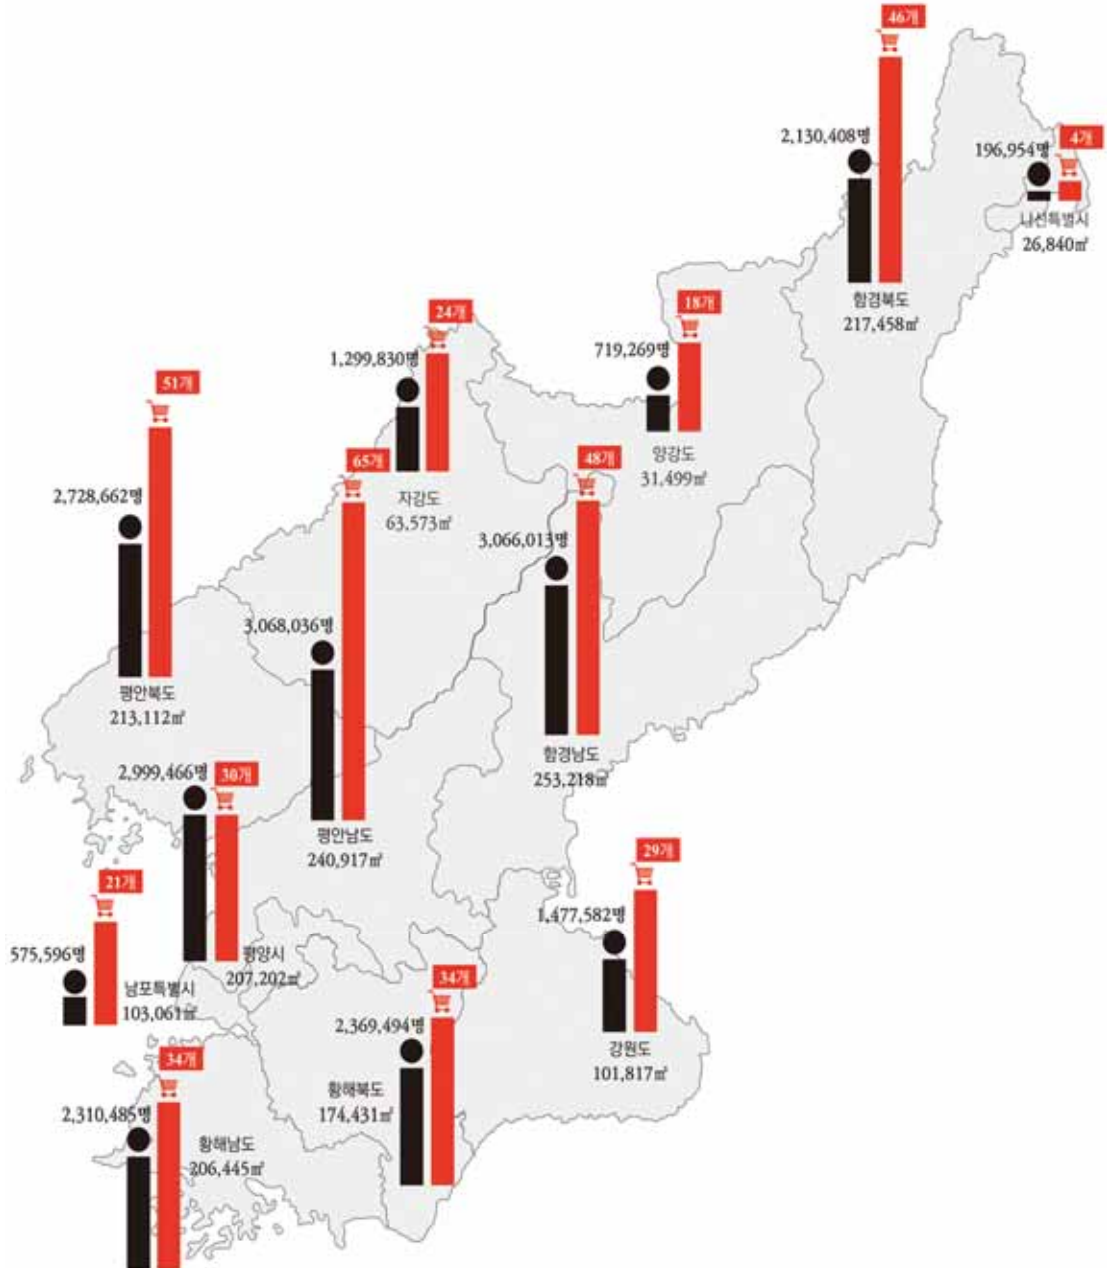 46개
2,130,408명
함경북도
217,458㎡
4개
196,954명
나선특별시
26,840㎡
18개
719,269명
양강도
31,499㎡
24개
1,299,830명
자강도
63,573㎡
51개
2,728,662명
평안북도
213,112㎡
65개
3,068,036명
평안남도
240,917㎡
48개
3,066,013명
함경남도
253,218㎡
30개
2,999,466명
평양시
207,202㎡
21개
575,596명
남포특별시
103,061㎡
29개
1,477,582명
강원도
101,817㎡
34개
2,369,494명
황해북도
174,431㎡
34개
2,310,485명
황해남도
206,445㎡